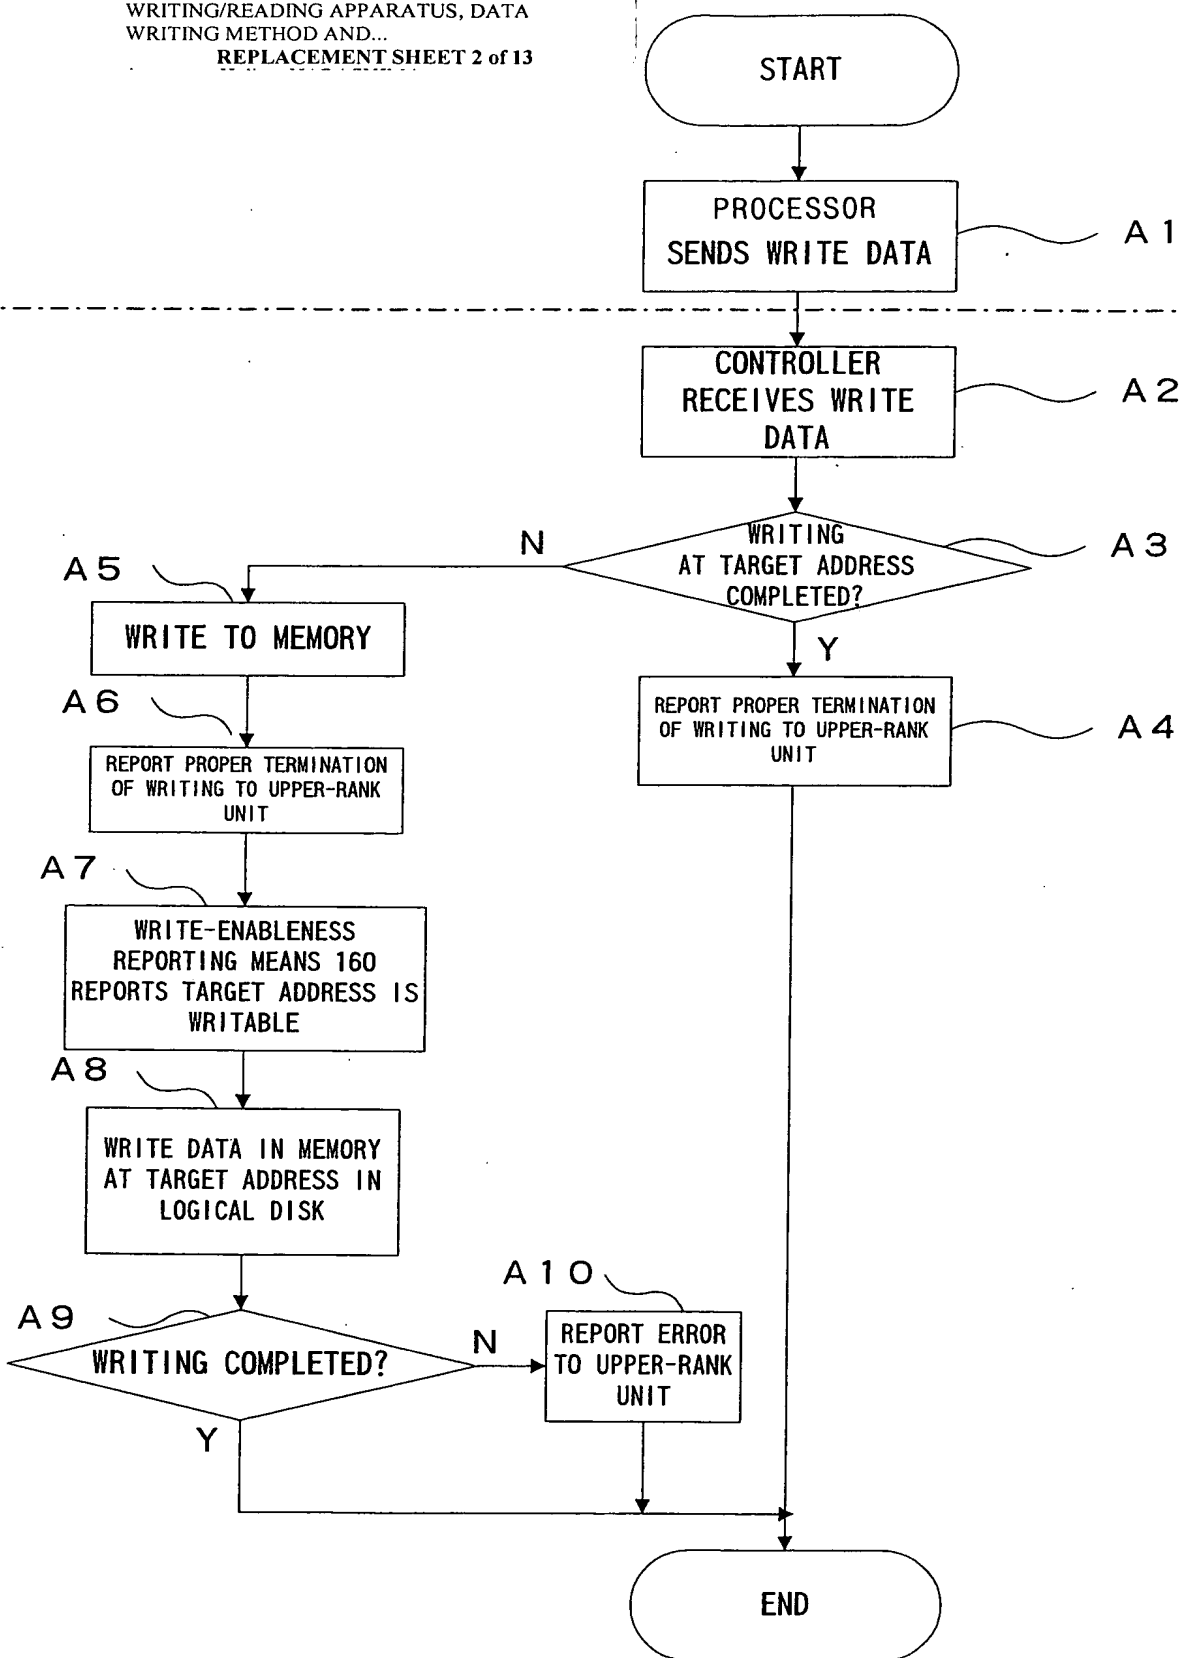 WRITING/READING APPARATUS, DATA
WRITING METHOD AND...
REPLACEMENT SHEET 2 of 13
START
PROCESSOR
SENDS WRITE DATA
A1
CONTROLLER
RECEIVES WRITE
DATA
A2
WRITING
AT TARGET ADDRESS
COMPLETED?
A3
N
Y
A5
WRITE TO MEMORY
REPORT PROPER TERMINATION
OF WRITING TO UPPER-RANK
UNIT
A4
A6
REPORT PROPER TERMINATION
OF WRITING TO UPPER-RANK
UNIT
A7
WRITE-ENABLENESS
REPORTING MEANS 160
REPORTS TARGET ADDRESS IS
WRITABLE
A8
WRITE DATA IN MEMORY
AT TARGET ADDRESS IN
LOGICAL DISK
A9
WRITING COMPLETED?
N
Y
A10
REPORT ERROR
TO UPPER-RANK
UNIT
END